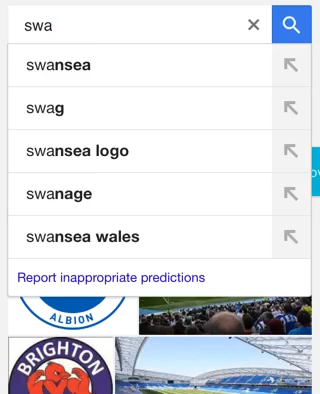 swa
swansea
swag
swansea logo
swanage
swansea wales
Report inappropriate predictions
ALBION
BRIGHTON